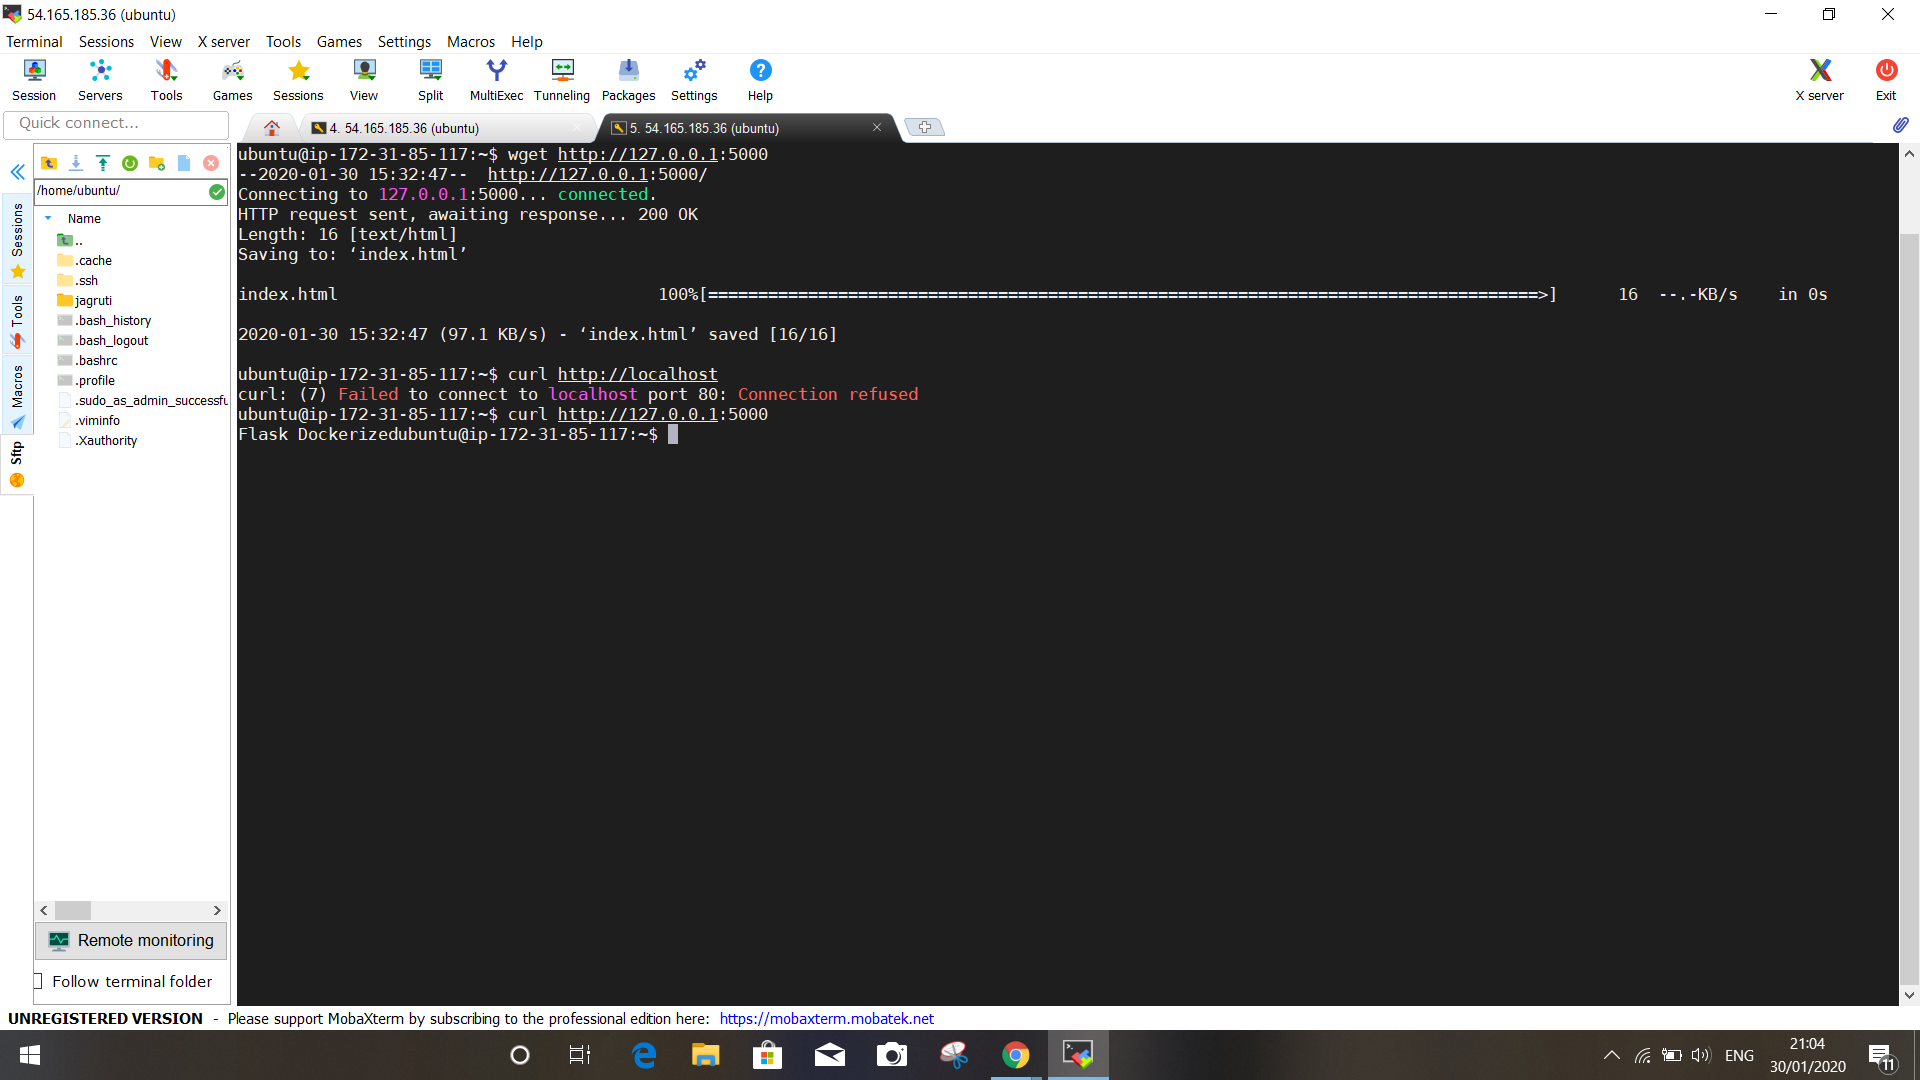 54.165.185.36 (ubuntu)
Terminal Sessions View X server Tools Games Settings Macros Help
Session Servers Tools Games Sessions View Split MultiExec Tunneling Packages Settings Help X server Exit
Quick connect...
4. 54.165.185.36 (ubuntu)
5. 54.165.185.36 (ubuntu)
/home/ubuntu/
Name
..
.cache
.ssh
jagruti
.bash_history
.bash_logout
.bashrc
.profile
.sudo_as_admin_successfu
.viminfo
.Xauthority
Sessions
Tools
Macros
Sftp
Remote monitoring
Follow terminal folder
ubuntu@ip-172-31-85-117:~$ wget http://127.0.0.1:5000
--2020-01-30 15:32:47--  http://127.0.0.1:5000/
Connecting to 127.0.0.1:5000... connected.
HTTP request sent, awaiting response... 200 OK
Length: 16 [text/html]
Saving to: ‘index.html’
index.html 100%[===================================================================================>] 16 --.-KB/s in 0s
2020-01-30 15:32:47 (97.1 KB/s) - ‘index.html’ saved [16/16]
ubuntu@ip-172-31-85-117:~$ curl http://localhost
curl: (7) Failed to connect to localhost port 80: Connection refused
ubuntu@ip-172-31-85-117:~$ curl http://127.0.0.1:5000
Flask Dockerizedubuntu@ip-172-31-85-117:~$
UNREGISTERED VERSION - Please support MobaXterm by subscribing to the professional edition here: https://mobaxterm.mobatek.net
ENG
21:04
30/01/2020
11